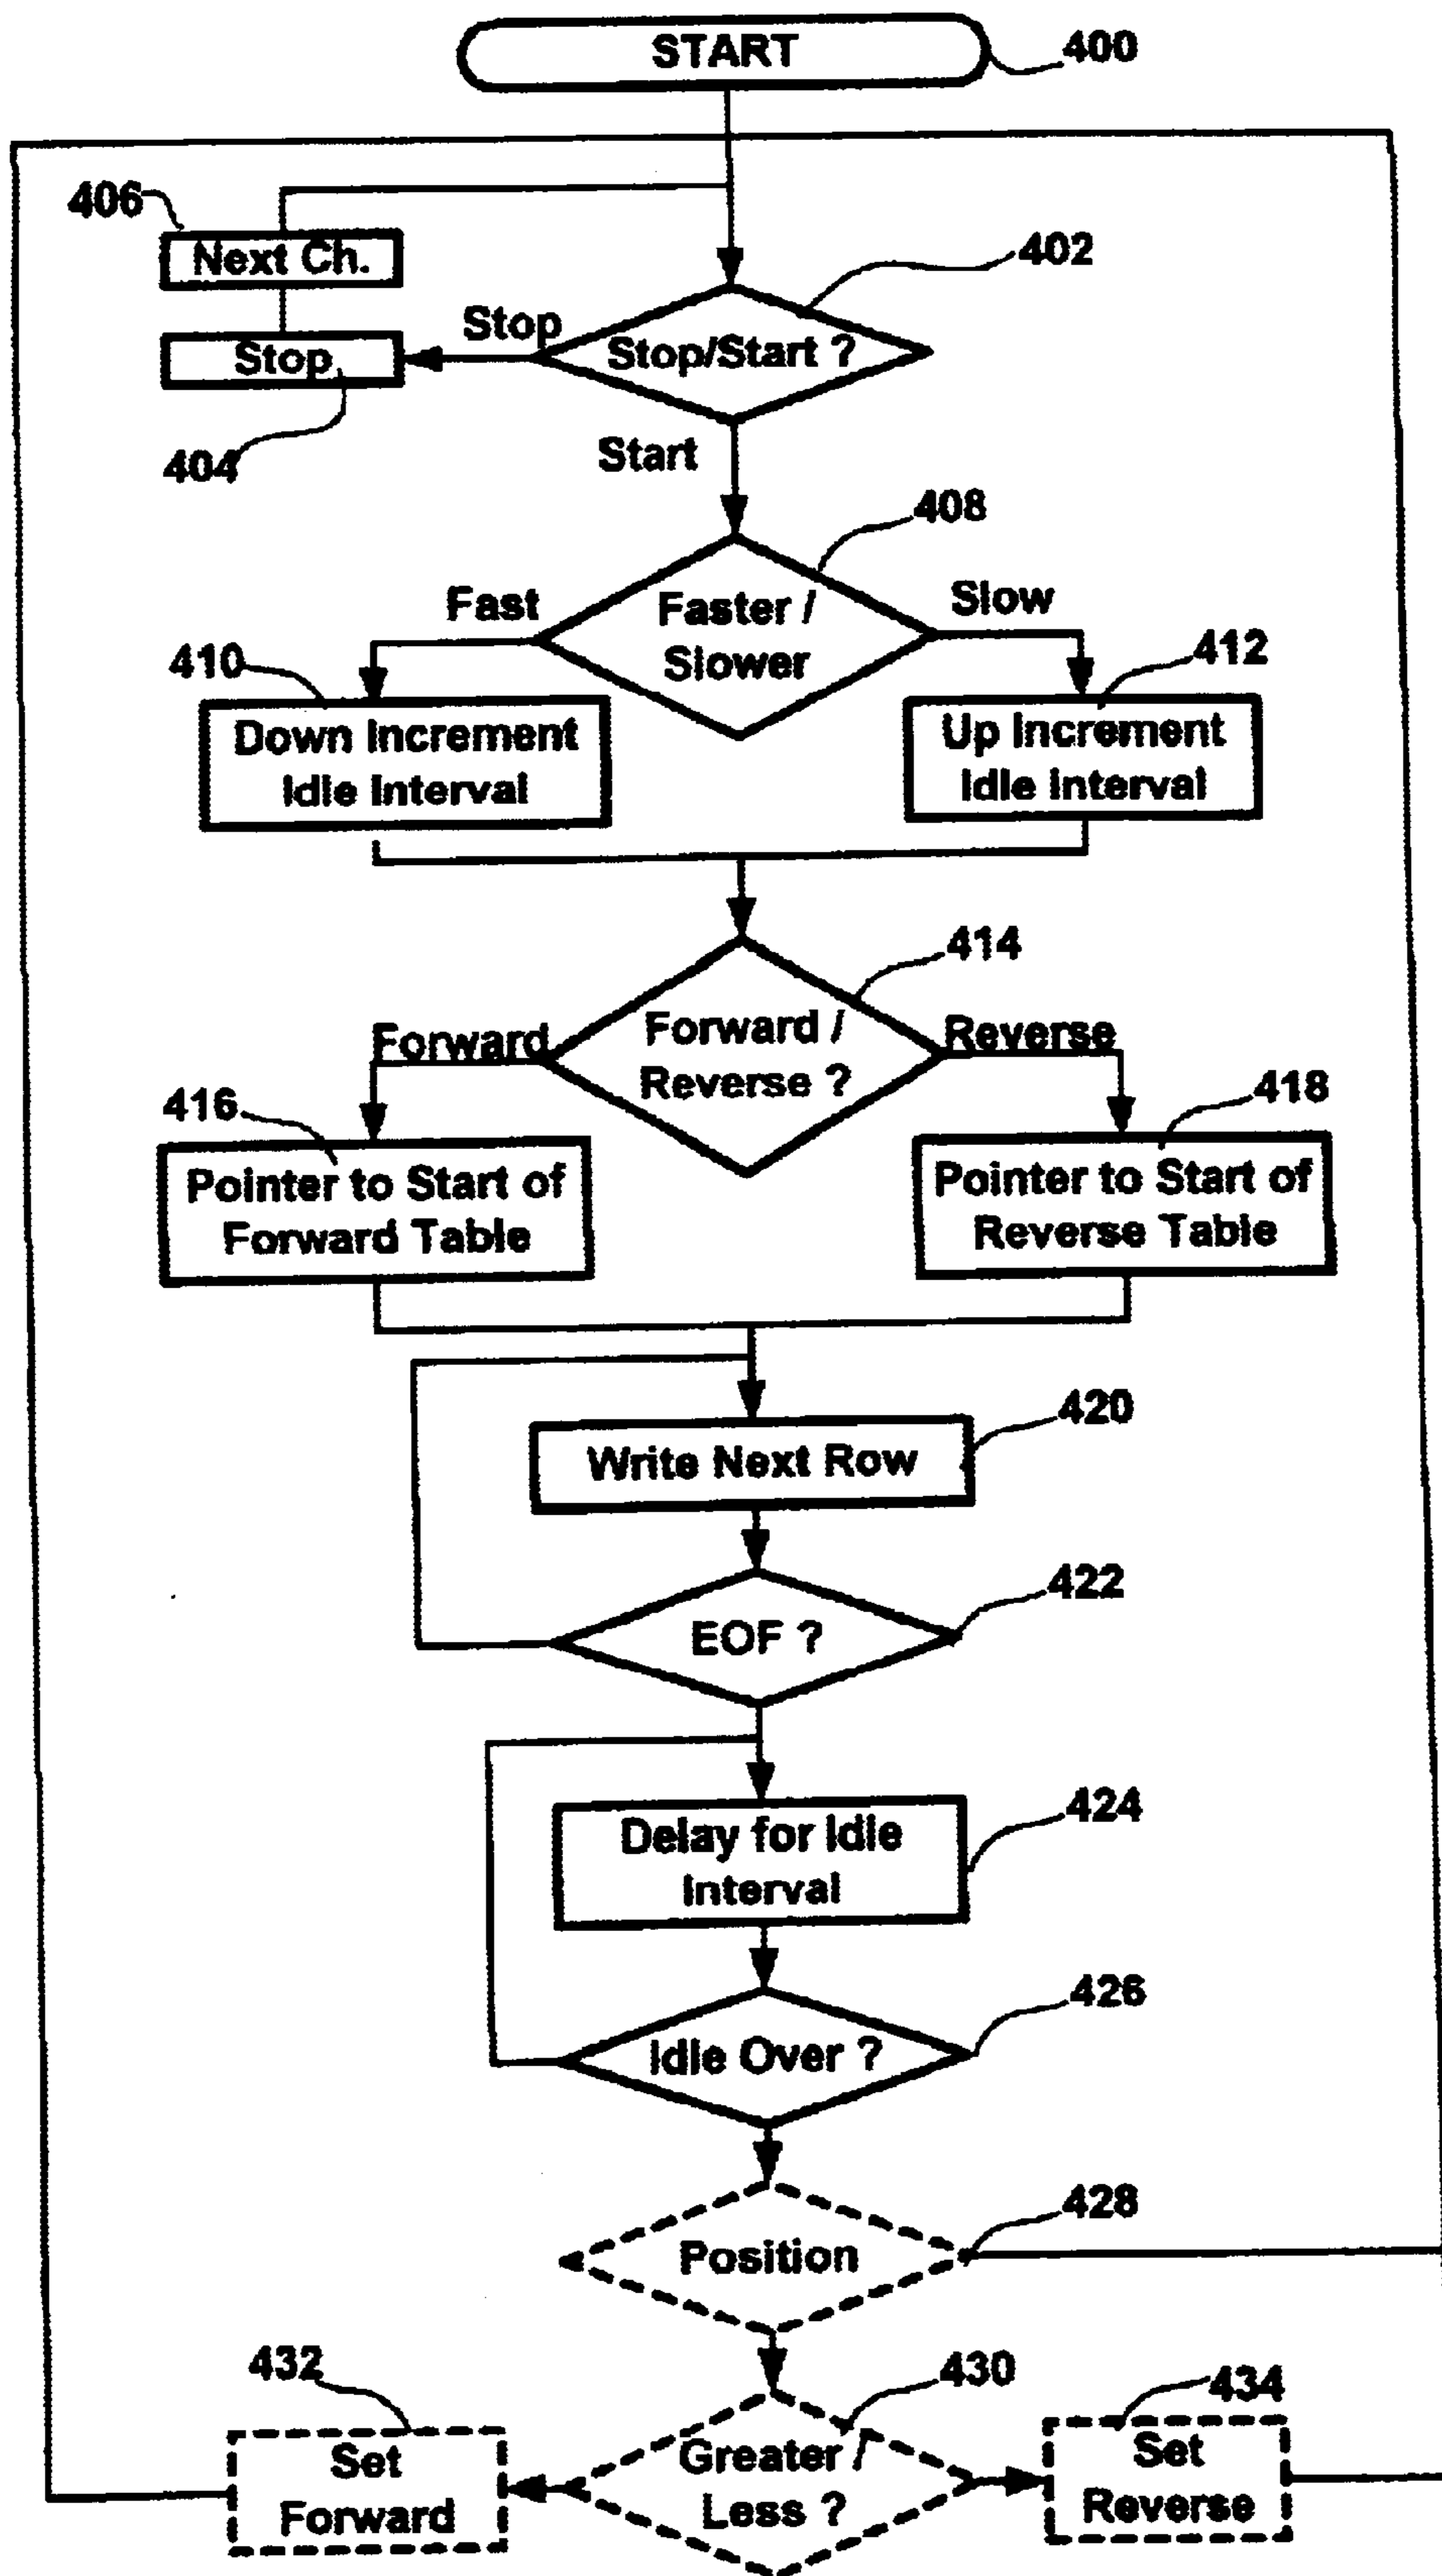 START
400
406
Next Ch.
402
Stop
Stop/Start ?
Stop
404
Start
408
Fast
Faster /
Slower
Slow
410
412
Down Increment
Idle Interval
Up Increment
Idle Interval
414
Forward
Forward /
Reverse ?
Reverse
416
418
Pointer to Start of
Forward Table
Pointer to Start of
Reverse Table
420
Write Next Row
422
EOF ?
424
Delay for Idle
Interval
426
Idle Over ?
428
Position
432
430
434
Set
Forward
Greater /
Less ?
Set
Reverse